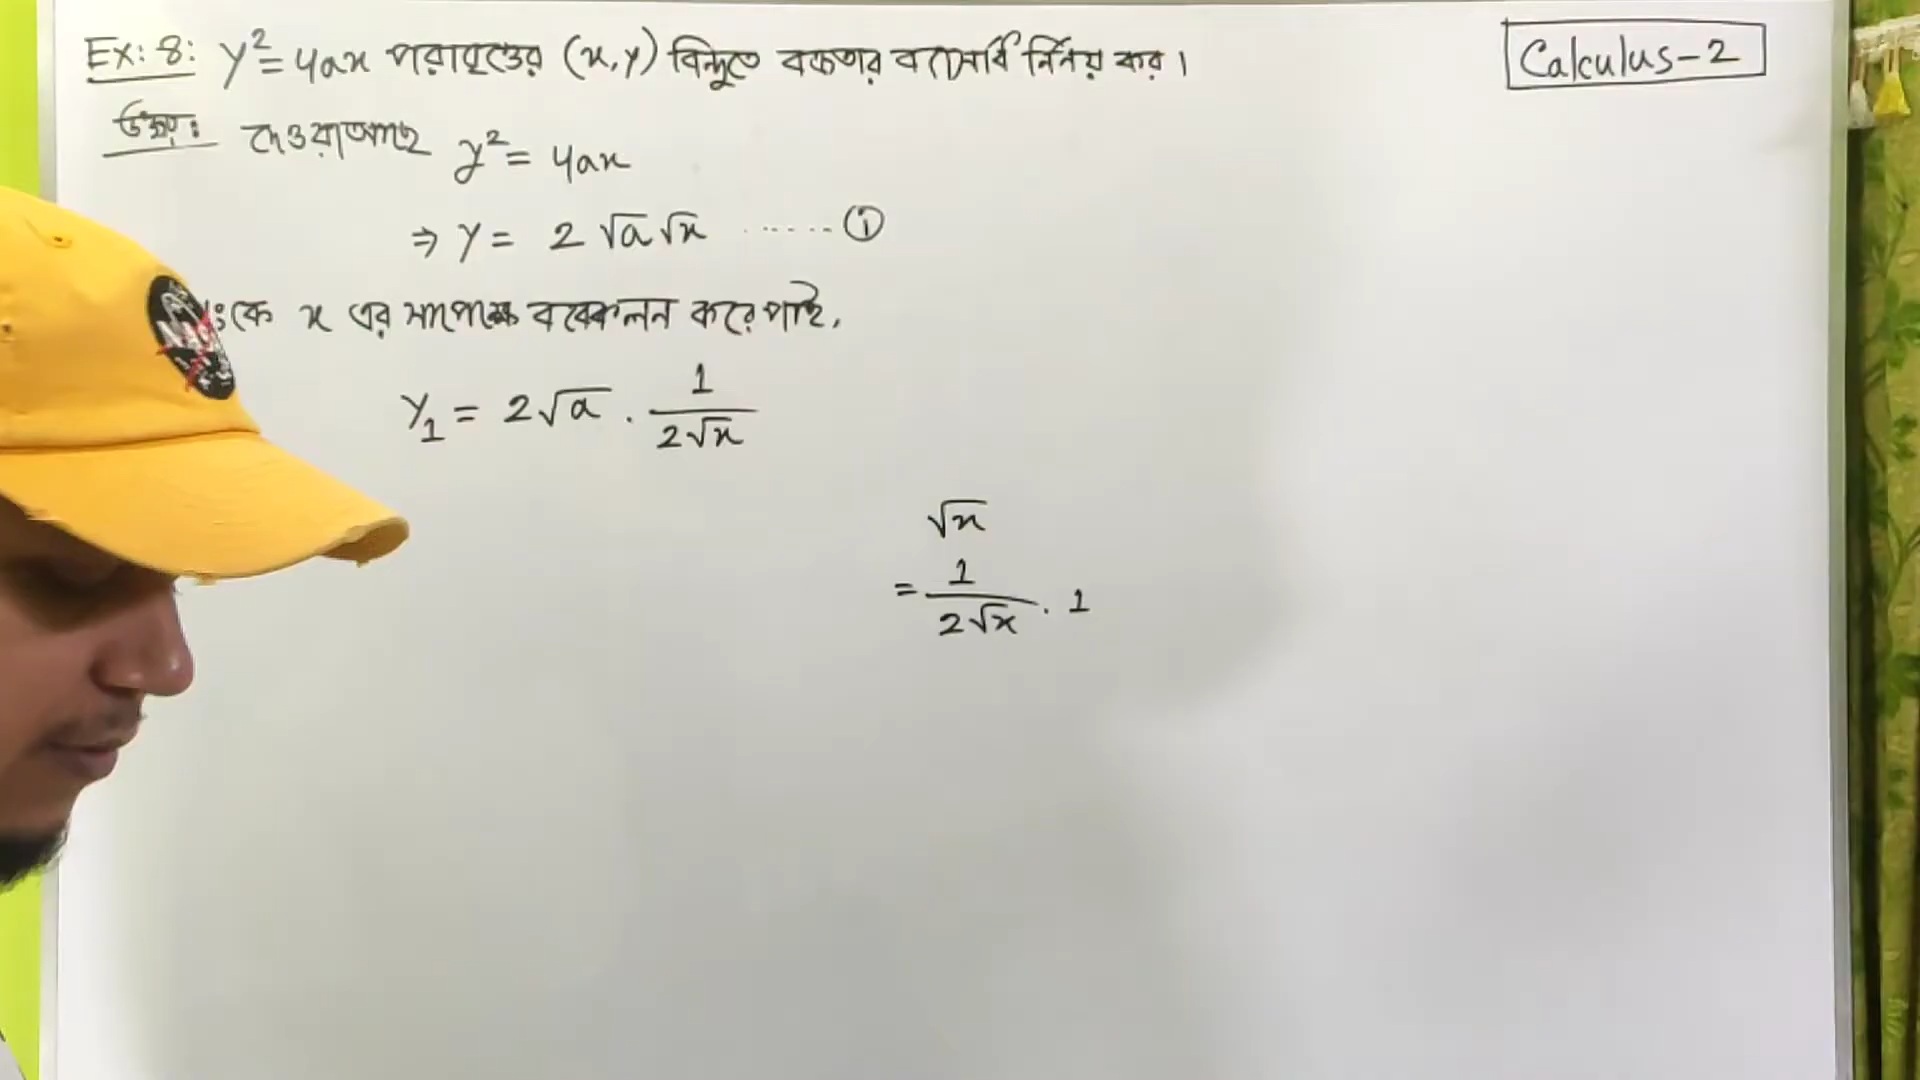 Ex: 8: y² = 4ax পরাবৃত্তের (x, y) বিন্দুতে বক্রতার ব্যাসার্ধ নির্ণয় কর।
Calculus-2
উত্তর: দেওয়া আছে y² = 4ax
⇒ y = 2 √a √x ...... ①
ং কে x এর সাপেক্ষে ব্যবকলন করে পাই,
y₁ = 2√a · 1/(2√x)
√x
= 1/(2√x) · 1